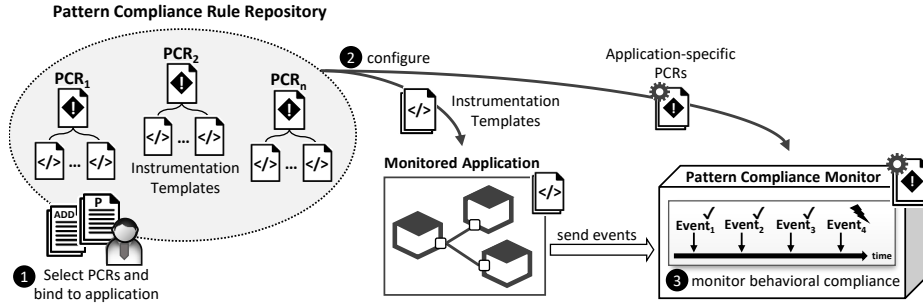 Pattern Compliance Rule Repository
PCR1
PCR2
PCRn
!
!
!
</>
...
</>
</>
...
</>
</>
...
</>
Instrumentation
Templates
ADD
P
1 Select PCRs and
bind to application
2 configure
</>
Instrumentation
Templates
Application-specific
PCRs
!
Monitored Application
</>
send events
Pattern Compliance Monitor
!
Event1
Event2
Event3
Event4
time
3 monitor behavioral compliance